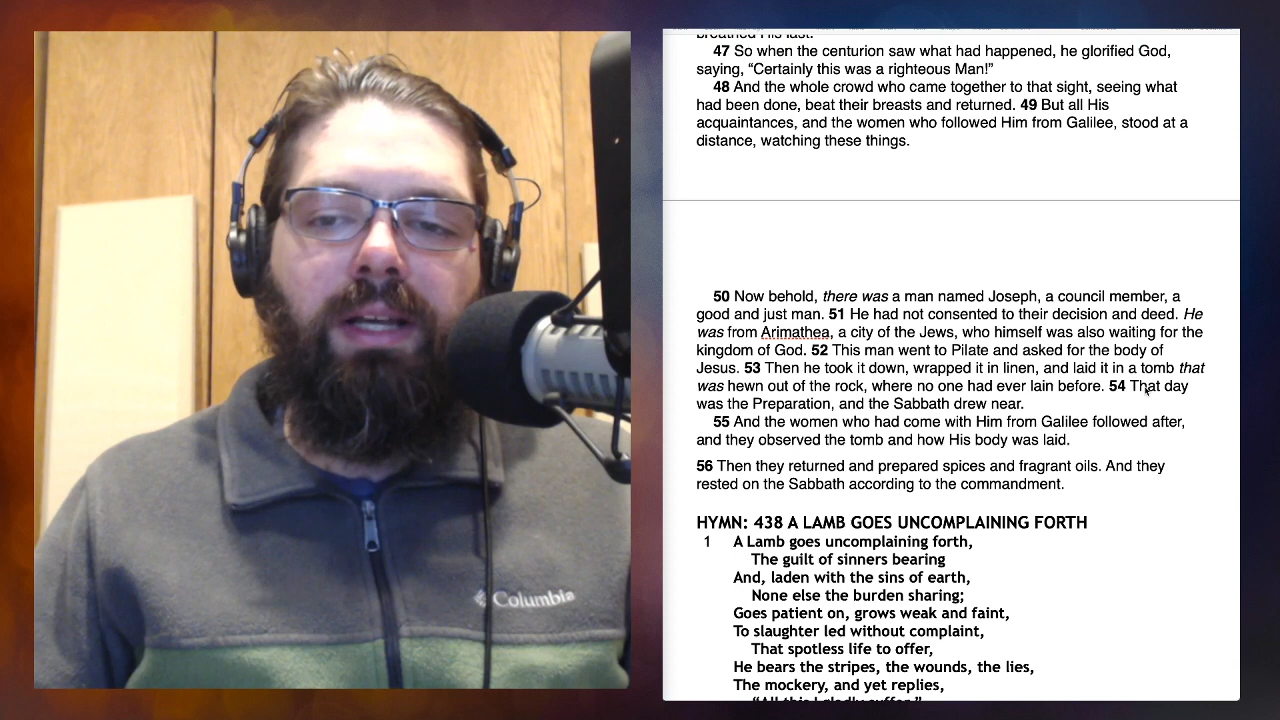 breathed His last.
47 So when the centurion saw what had happened, he glorified God,
saying, “Certainly this was a righteous Man!”
48 And the whole crowd who came together to that sight, seeing what
had been done, beat their breasts and returned. 49 But all His
acquaintances, and the women who followed Him from Galilee, stood at a
distance, watching these things.
50 Now behold, there was a man named Joseph, a council member, a
good and just man. 51 He had not consented to their decision and deed. He
was from Arimathea, a city of the Jews, who himself was also waiting for the
kingdom of God. 52 This man went to Pilate and asked for the body of
Jesus. 53 Then he took it down, wrapped it in linen, and laid it in a tomb that
was hewn out of the rock, where no one had ever lain before. 54 That day
was the Preparation, and the Sabbath drew near.
55 And the women who had come with Him from Galilee followed after,
and they observed the tomb and how His body was laid.
56 Then they returned and prepared spices and fragrant oils. And they
rested on the Sabbath according to the commandment.
HYMN: 438 A LAMB GOES UNCOMPLAINING FORTH
1 A Lamb goes uncomplaining forth,
The guilt of sinners bearing
And, laden with the sins of earth,
None else the burden sharing;
Goes patient on, grows weak and faint,
To slaughter led without complaint,
That spotless life to offer,
He bears the stripes, the wounds, the lies,
The mockery, and yet replies,
“All this I gladly suffer.”
Columbia